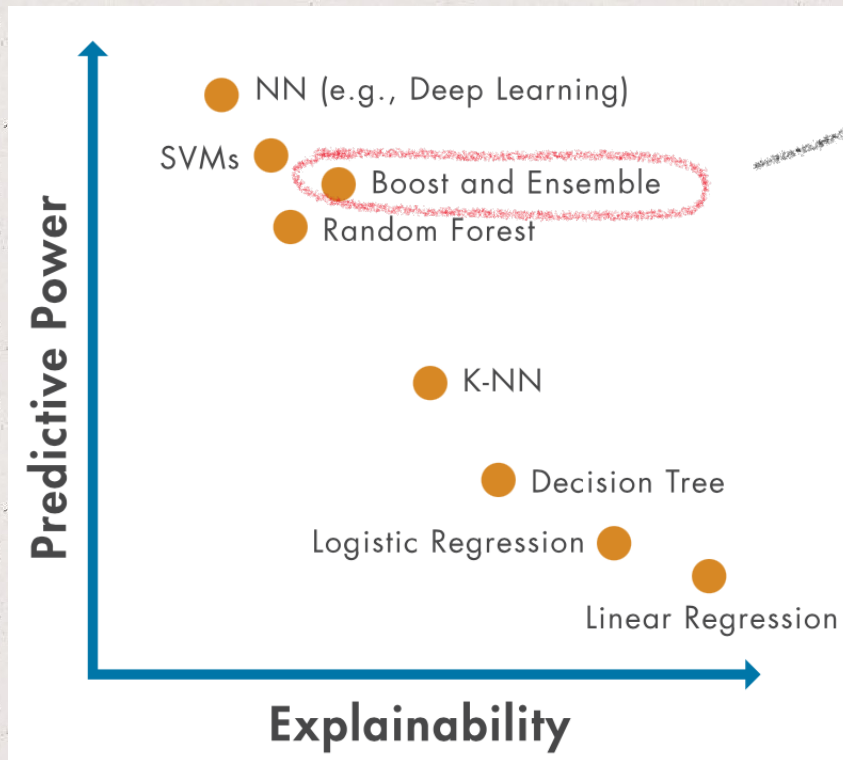 NN (e.g., Deep Learning)
SVMs
Boost and Ensemble
Random Forest
K-NN
Decision Tree
Logistic Regression
Linear Regression
Predictive Power
Explainability